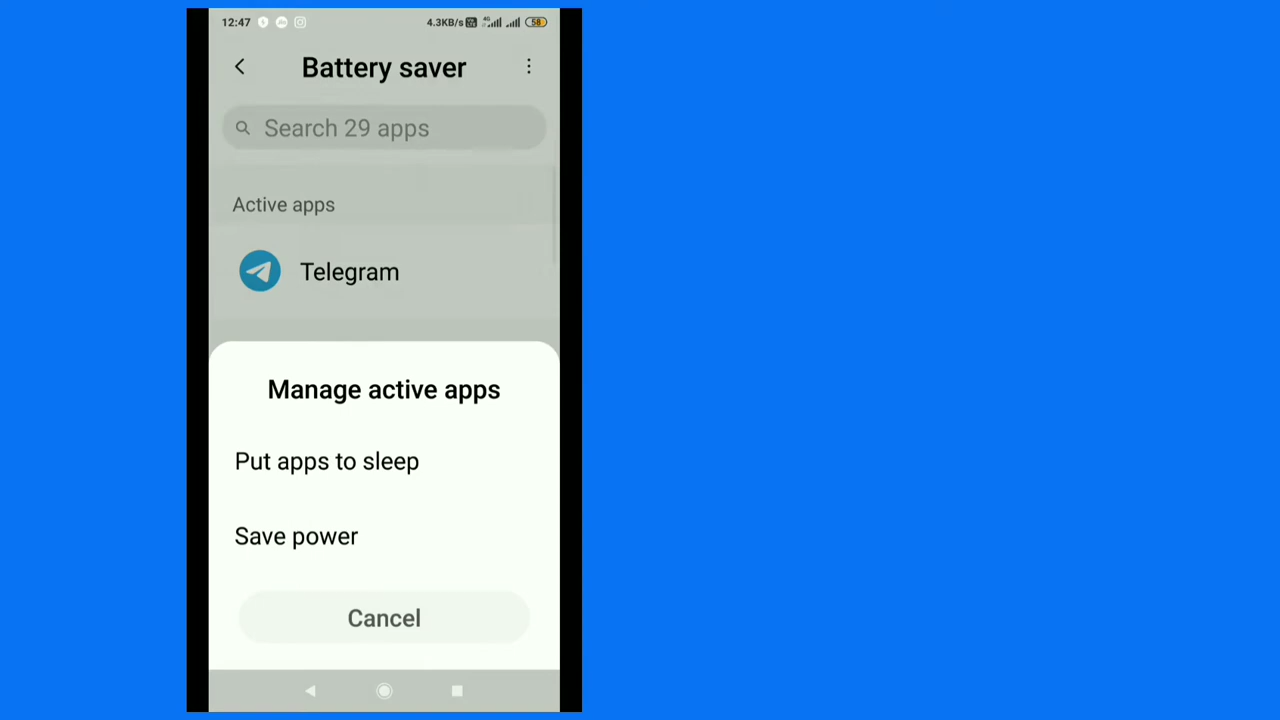 12:47 4.3KB/s 4G 58
Battery saver
Search 29 apps
Active apps
Telegram
Manage active apps
Put apps to sleep
Save power
Cancel